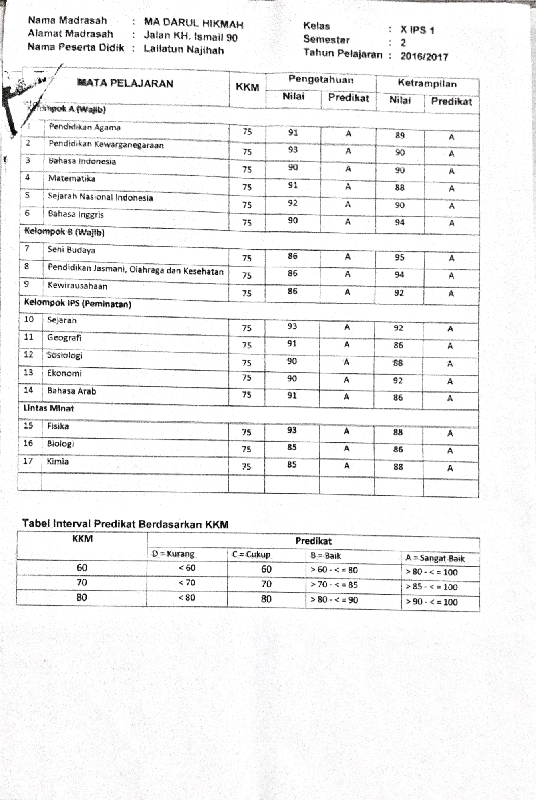 Nama Madrasah : MA DARUL HIKMAH
Alamat Madrasah : Jalan KH. Ismail 90
Nama Peserta Didik : Lailatun Najihah
Kelas : X IPS 1
Semester : 2
Tahun Pelajaran : 2016/2017
MATA PELAJARAN KKM Pengetahuan Ketrampilan
Nilai Predikat Nilai Predikat
Kelompok A (Wajib)
1 Pendidikan Agama 75 91 A 89 A
2 Pendidikan Kewarganegaraan 75 93 A 90 A
3 Bahasa Indonesia 75 90 A 90 A
4 Matematika 75 91 A 88 A
5 Sejarah Nasional Indonesia 75 92 A 90 A
6 Bahasa Inggris 75 90 A 94 A
Kelompok B (Wajib)
7 Seni Budaya 75 86 A 95 A
8 Pendidikan Jasmani, Olahraga dan Kesehatan 75 86 A 94 A
9 Kewirausahaan 75 86 A 92 A
Kelompok IPS (Peminatan)
10 Sejarah 75 93 A 92 A
11 Geografi 75 91 A 86 A
12 Sosiologi 75 90 A 88 A
13 Ekonomi 75 90 A 92 A
14 Bahasa Arab 75 91 A 86 A
Lintas Minat
15 Fisika 75 93 A 88 A
16 Biologi 75 85 A 86 A
17 Kimia 75 85 A 88 A
Tabel Interval Predikat Berdasarkan KKM
KKM Predikat
D = Kurang C = Cukup B = Baik A = Sangat Baik
60 < 60 60 > 60 - < = 80 > 80 - < = 100
70 < 70 70 > 70 - < = 85 > 85 - < = 100
80 < 80 80 > 80 - < = 90 > 90 - < = 100